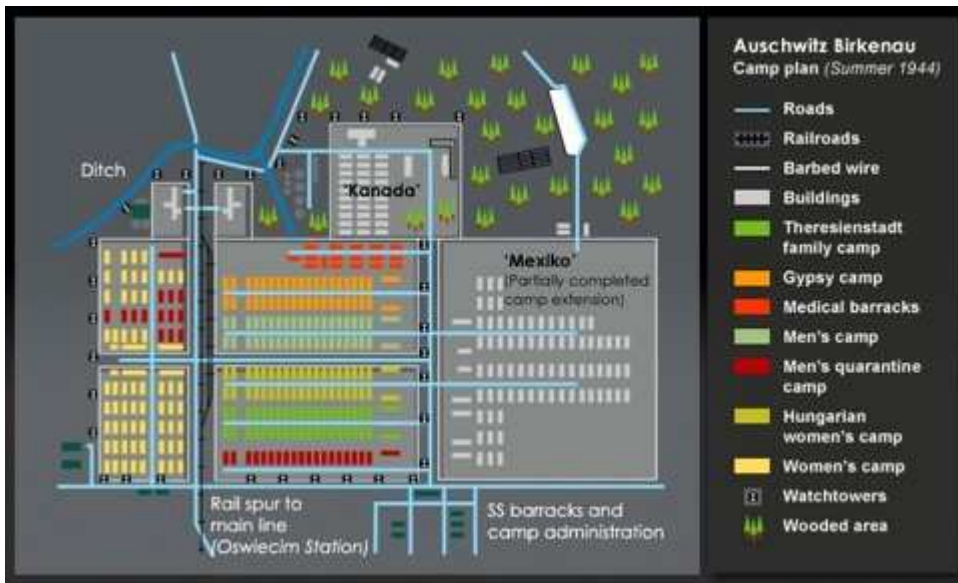 Ditch
'Kanada'
'Mexiko'
(Partially completed
camp extension)
Rail spur to
main line
(Oswiecim Station)
SS barracks and
camp administration
Auschwitz Birkenau
Camp plan (Summer 1944)
Roads
Railroads
Barbed wire
Buildings
Theresienstadt
family camp
Gypsy camp
Medical barracks
Men's camp
Men's quarantine
camp
Hungarian
women's camp
Women's camp
Watchtowers
Wooded area